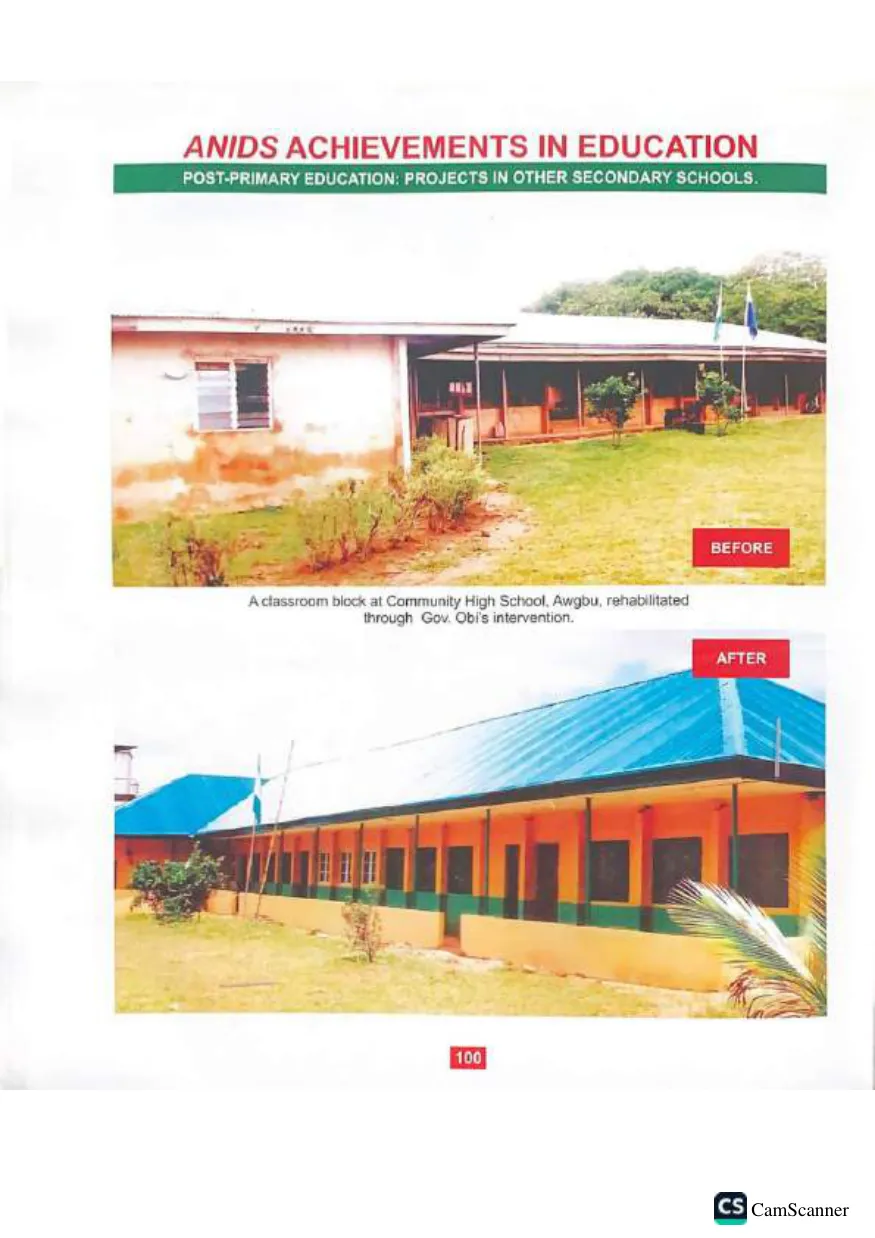 ANIDS ACHIEVEMENTS IN EDUCATION
POST-PRIMARY EDUCATION: PROJECTS IN OTHER SECONDARY SCHOOLS.
BEFORE
A classroom block at Community High School, Awgbu, rehabilitated
through Gov. Obi's intervention.
AFTER
100
CS CamScanner